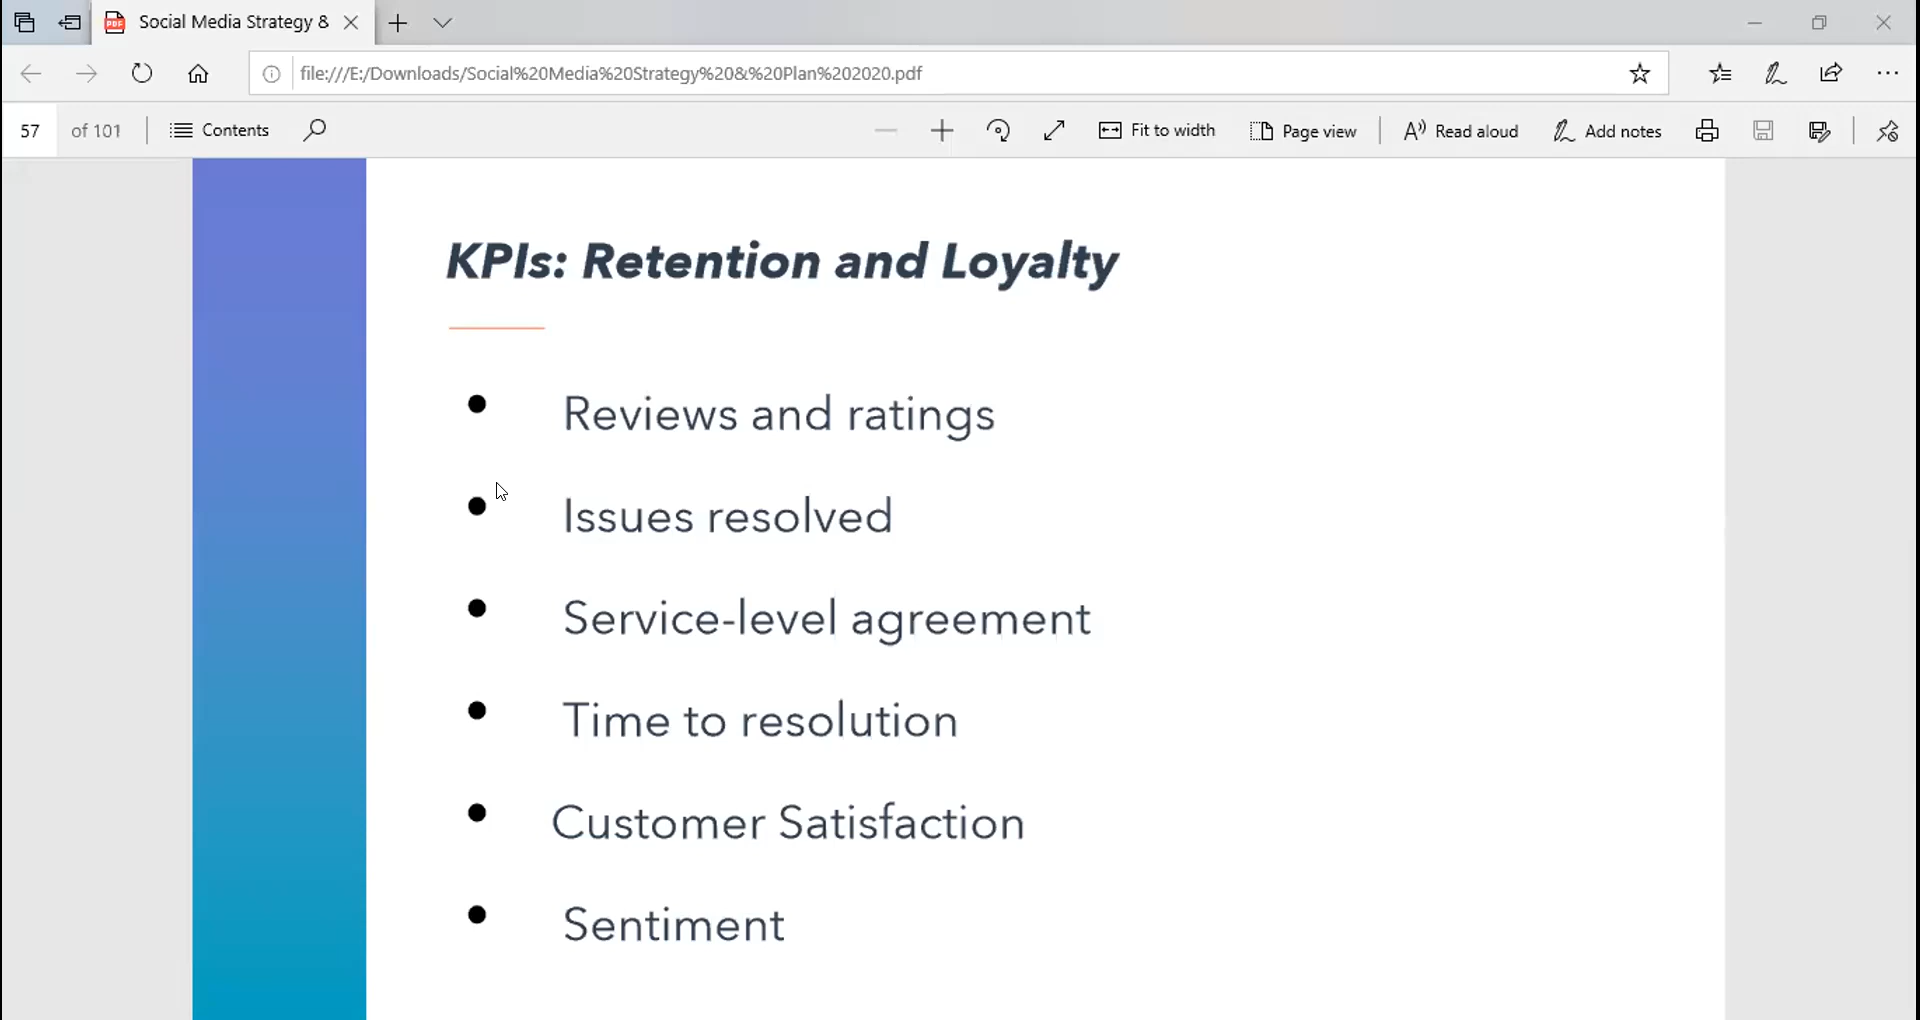 Social Media Strategy &
file:///E:/Downloads/Social%20Media%20Strategy%20&%20Plan%202020.pdf
57 of 101 Contents Fit to width Page view Read aloud Add notes
KPIs: Retention and Loyalty
Reviews and ratings
Issues resolved
Service-level agreement
Time to resolution
Customer Satisfaction
Sentiment